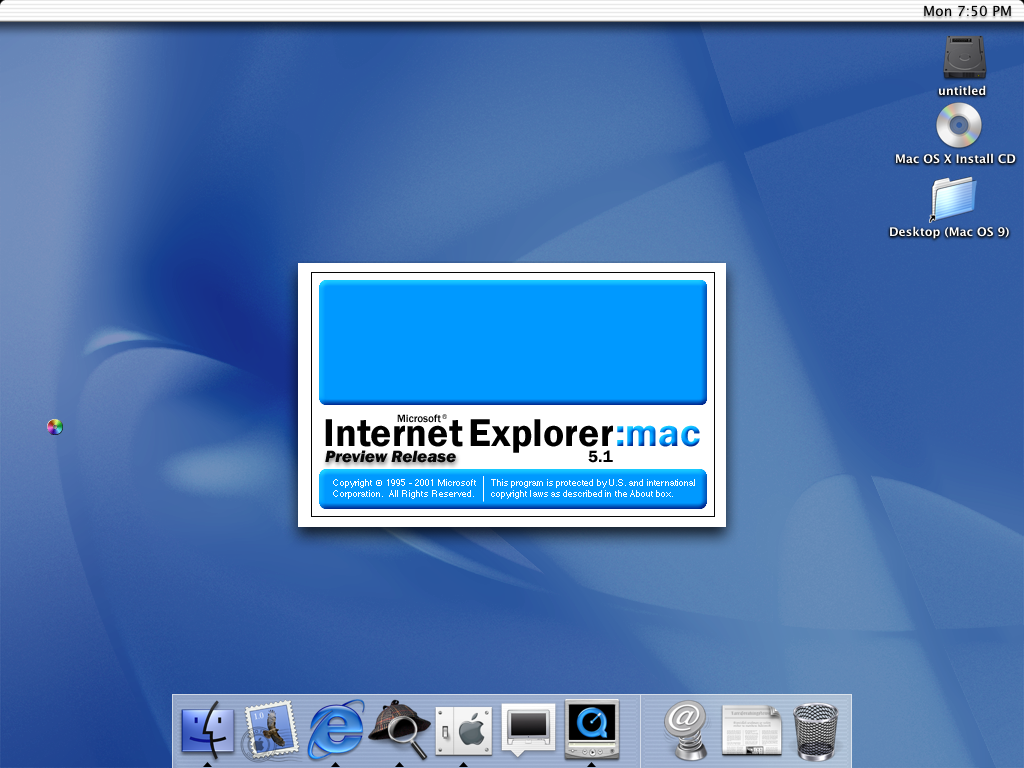 Mon 7:50 PM
untitled
Mac OS X Install CD
Desktop (Mac OS 9)
Microsoft®
Internet Explorer:mac
Preview Release 5.1
Copyright © 1995 - 2001 Microsoft
Corporation. All Rights Reserved.
This program is protected by U.S. and international
copyright laws as described in the About box.
1.0
@